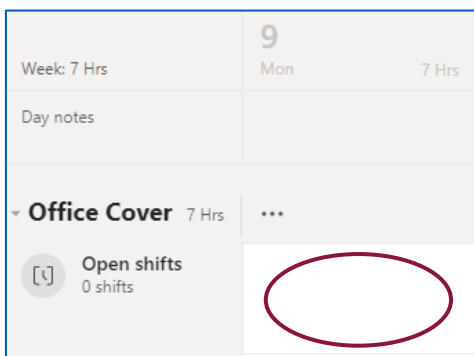 9
Week: 7 Hrs
Mon
7 Hrs
Day notes
Office Cover 7 Hrs ...
Open shifts
0 shifts